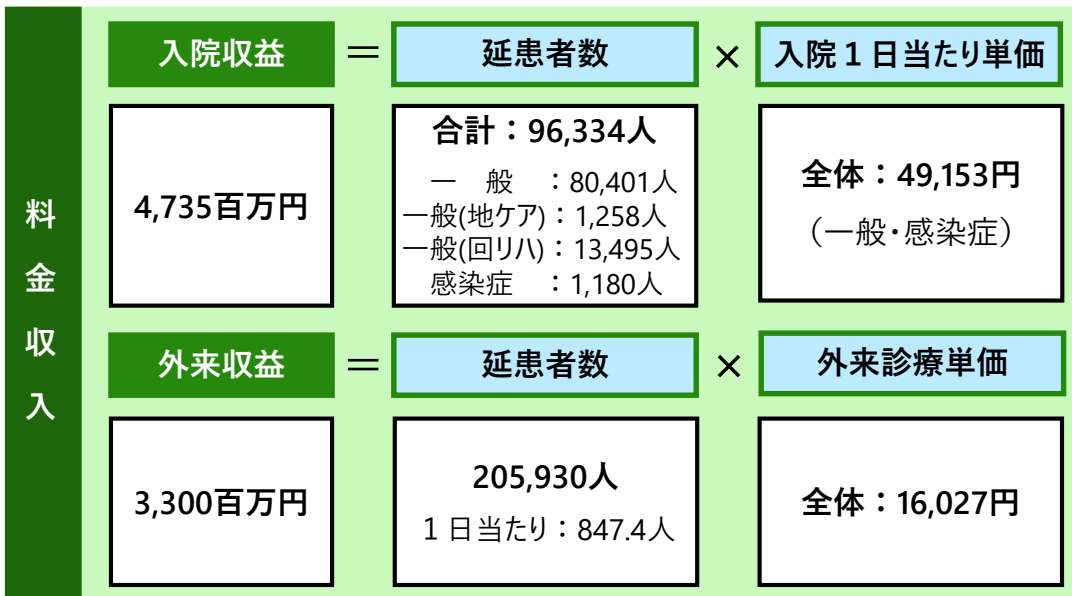 料金収入
入院収益 ＝ 延患者数 × 入院１日当たり単価
4,735百万円
合計：96,334人
一　般　：80,401人
一般(地ケア)：1,258人
一般(回リハ)：13,495人
感染症　：1,180人
全体：49,153円
（一般・感染症）
外来収益 ＝ 延患者数 × 外来診療単価
3,300百万円
205,930人
１日当たり：847.4人
全体：16,027円